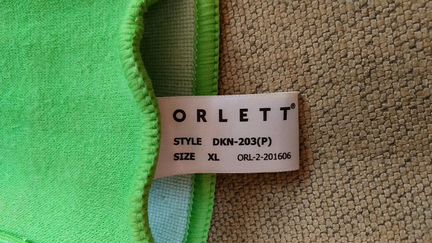 ORLETT®
STYLE DKN-203(P)
SIZE XL ORL-2-201606